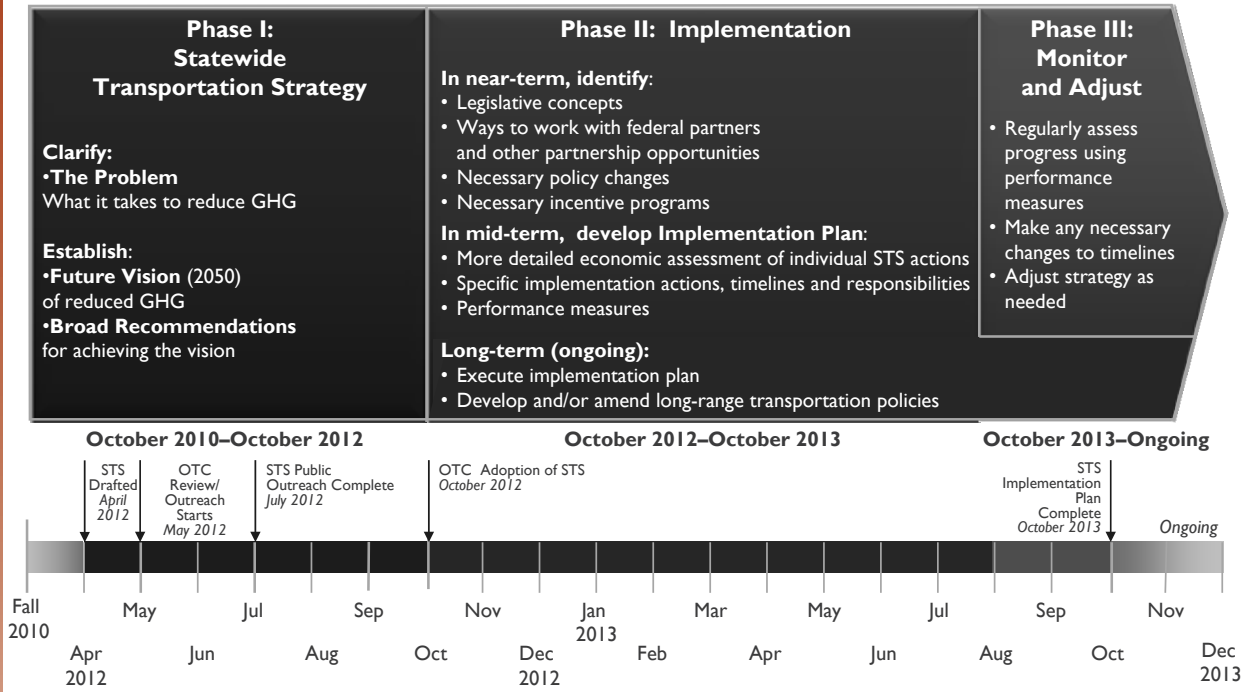 Phase I:
Statewide
Transportation Strategy
Clarify:
•The Problem
What it takes to reduce GHG
Establish:
•Future Vision (2050)
of reduced GHG
•Broad Recommendations
for achieving the vision
Phase II:  Implementation
In near-term, identify:
• Legislative concepts
• Ways to work with federal partners
and other partnership opportunities
• Necessary policy changes
• Necessary incentive programs
In mid-term,  develop Implementation Plan:
• More detailed economic assessment of individual STS actions
• Specific implementation actions, timelines and responsibilities
• Performance measures
Long-term (ongoing):
• Execute implementation plan
• Develop and/or amend long-range transportation policies
Phase III:
Monitor
and Adjust
• Regularly assess
progress using
performance
measures
• Make any necessary
changes to timelines
• Adjust strategy as
needed
October 2010–October 2012
October 2012–October 2013
October 2013–Ongoing
STS
Drafted
April
2012
OTC
Review/
Outreach
Starts
May 2012
STS Public
Outreach Complete
July 2012
OTC  Adoption of STS
October 2012
STS
Implementation
Plan
Complete
October 2013
Ongoing
Fall
2010
May
Jul
Sep
Nov
Jan
2013
Mar
May
Jul
Sep
Nov
Apr
2012
Jun
Aug
Oct
Dec
2012
Feb
Apr
Jun
Aug
Oct
Dec
2013